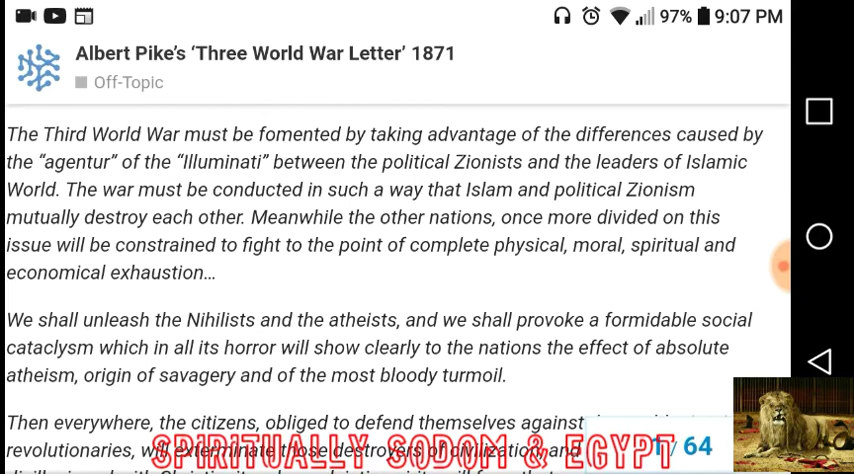 97% 9:07 PM
Albert Pike's 'Three World War Letter' 1871
Off-Topic
The Third World War must be fomented by taking advantage of the differences caused by
the "agentur" of the "Illuminati" between the political Zionists and the leaders of Islamic
World. The war must be conducted in such a way that Islam and political Zionism
mutually destroy each other. Meanwhile the other nations, once more divided on this
issue will be constrained to fight to the point of complete physical, moral, spiritual and
economical exhaustion…
We shall unleash the Nihilists and the atheists, and we shall provoke a formidable social
cataclysm which in all its horror will show clearly to the nations the effect of absolute
atheism, origin of savagery and of the most bloody turmoil.
Then everywhere, the citizens, obliged to defend themselves against
revolutionaries, will exterminate those destroyers of civilization, and
SPIRITUALLY SODOM & EGYPT
1 / 64